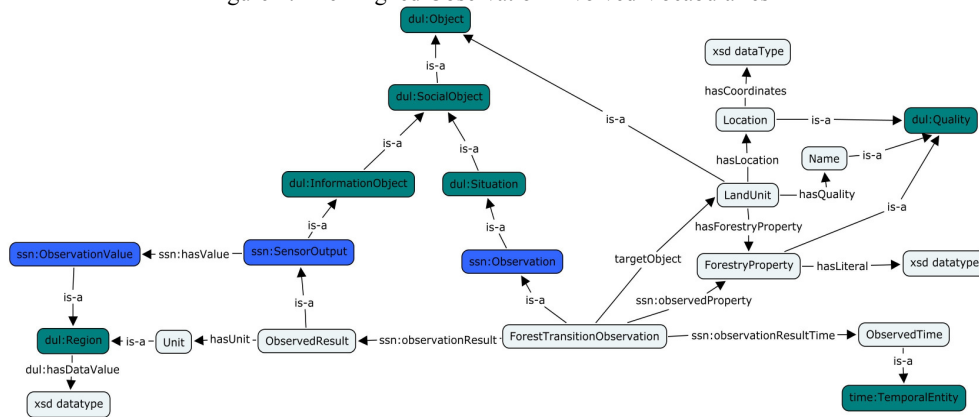 dul:Object
is-a
xsd dataType
hasCoordinates
dul:SocialObject
Location
is-a
dul:Quality
is-a
is-a
is-a
hasLocation
Name
is-a
dul:InformationObject
dul:Situation
LandUnit
hasQuality
is-a
is-a
is-a
hasForestryProperty
ssn:ObservationValue
ssn:hasValue
ssn:SensorOutput
ssn:Observation
targetObject
ForestryProperty
hasLiteral
xsd datatype
is-a
is-a
is-a
ssn:observedProperty
dul:Region
is-a
Unit
hasUnit
ObservedResult
ssn:observationResult
ForestTransitionObservation
ssn:observationResultTime
ObservedTime
dul:hasDataValue
is-a
xsd datatype
time:TemporalEntity